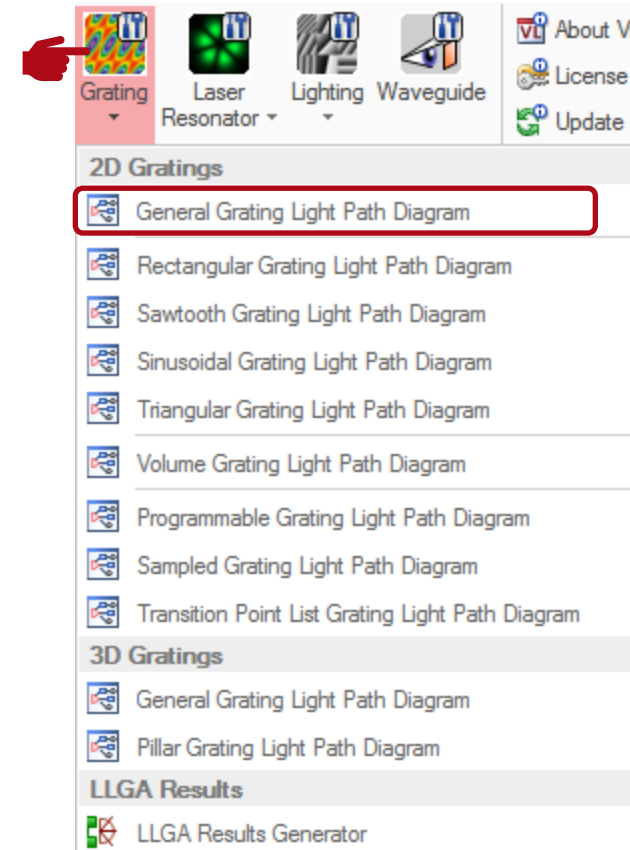 About V
Grating
Laser
Resonator
Lighting
Waveguide
License
Update
2D Gratings
General Grating Light Path Diagram
Rectangular Grating Light Path Diagram
Sawtooth Grating Light Path Diagram
Sinusoidal Grating Light Path Diagram
Triangular Grating Light Path Diagram
Volume Grating Light Path Diagram
Programmable Grating Light Path Diagram
Sampled Grating Light Path Diagram
Transition Point List Grating Light Path Diagram
3D Gratings
General Grating Light Path Diagram
Pillar Grating Light Path Diagram
LLGA Results
LLGA Results Generator